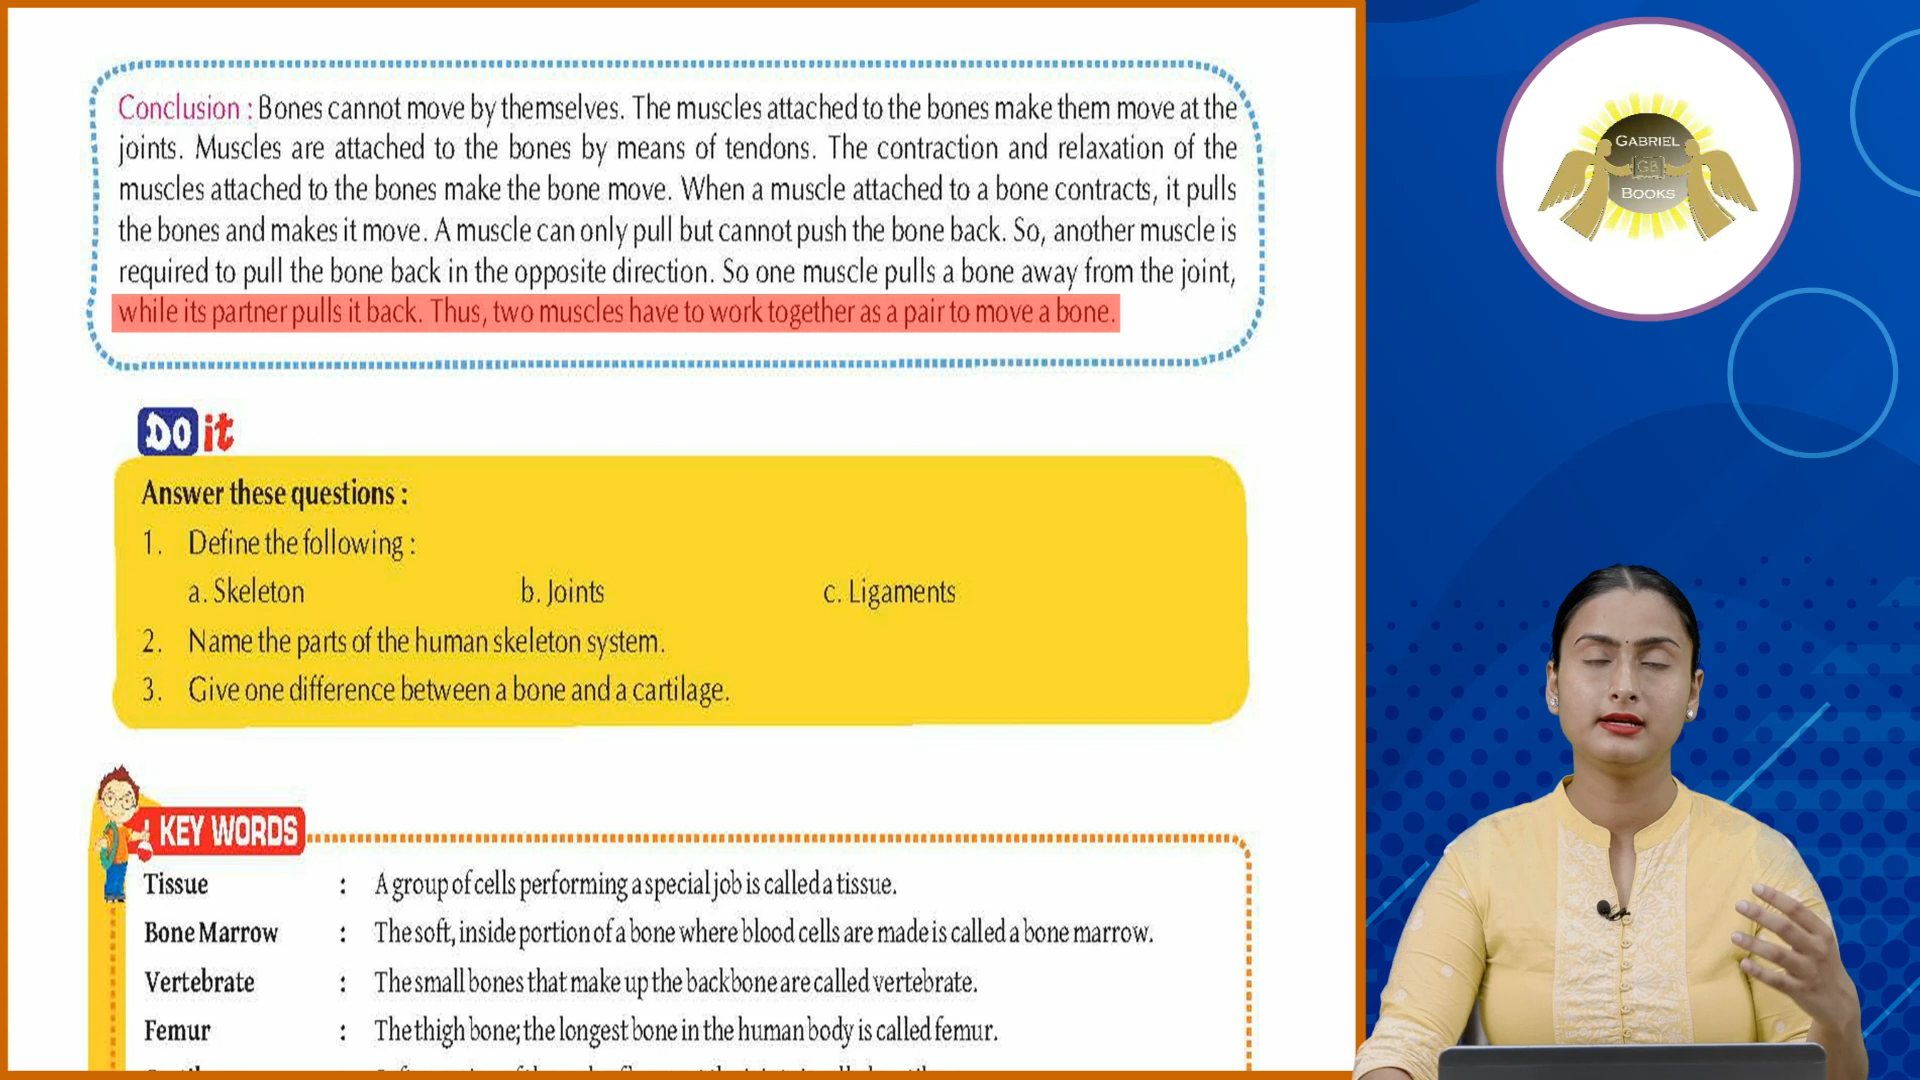 Conclusion : Bones cannot move by themselves. The muscles attached to the bones make them move at the
joints. Muscles are attached to the bones by means of tendons. The contraction and relaxation of the
muscles attached to the bones make the bone move. When a muscle attached to a bone contracts, it pulls
the bones and makes it move. A muscle can only pull but cannot push the bone back. So, another muscle is
required to pull the bone back in the opposite direction. So one muscle pulls a bone away from the joint,
while its partner pulls it back. Thus, two muscles have to work together as a pair to move a bone.
Do it
Answer these questions :
1. Define the following :
a. Skeleton b. Joints c. Ligaments
2. Name the parts of the human skeleton system.
3. Give one difference between a bone and a cartilage.
KEY WORDS
Tissue : A group of cells performing a special job is called a tissue.
Bone Marrow : The soft, inside portion of a bone where blood cells are made is called a bone marrow.
Vertebrate : The small bones that make up the backbone are called vertebrate.
Femur : The thigh bone; the longest bone in the human body is called femur.
GABRIEL
GB
BOOKS